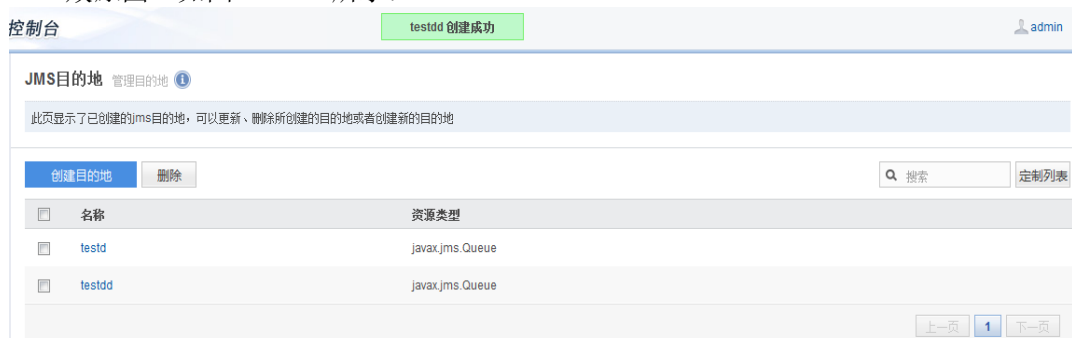 控制台 testdd 创建成功 admin
JMS目的地 管理目的地
此页显示了已创建的jms目的地，可以更新、删除所创建的目的地或者创建新的目的地
创建目的地 删除 搜索 定制列表
名称 资源类型
testd javax.jms.Queue
testdd javax.jms.Queue
上一页 1 下一页